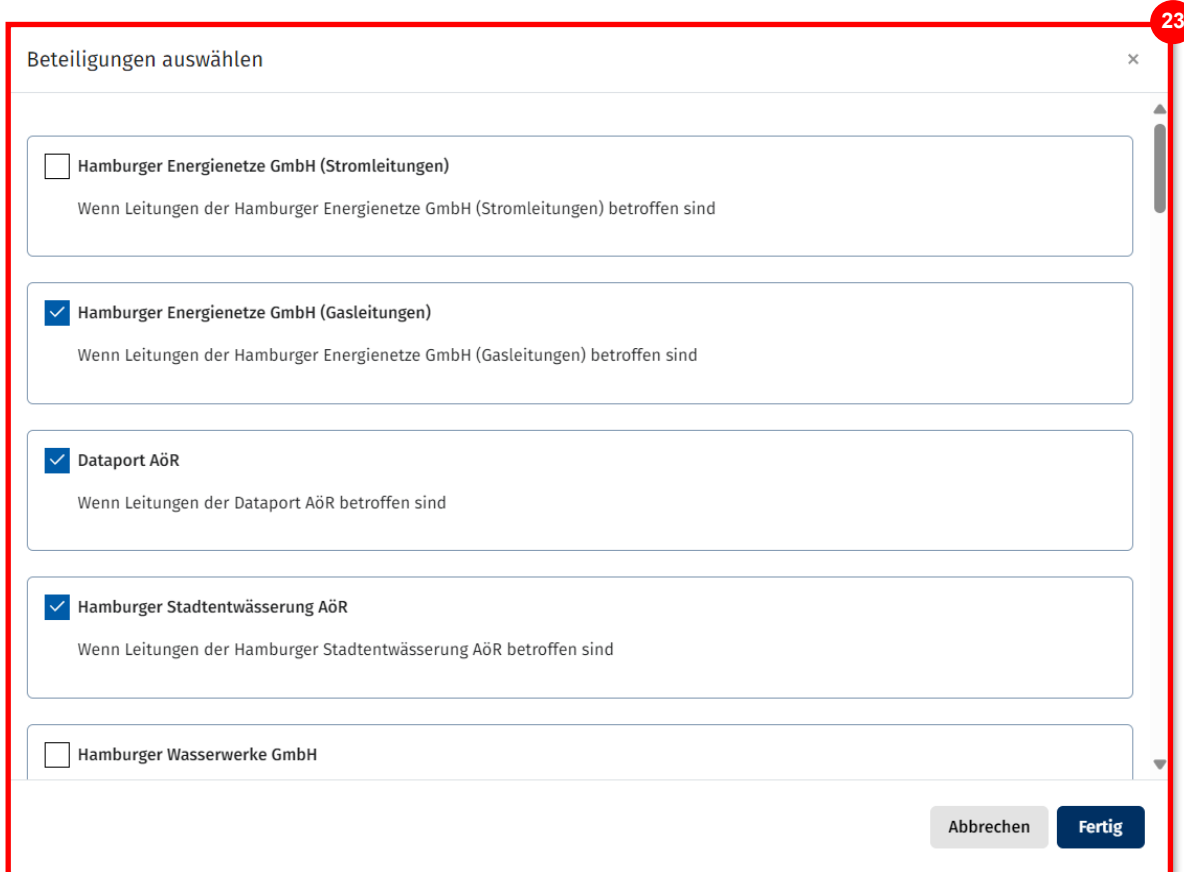 23
Beteiligungen auswählen
×
Hamburger Energienetze GmbH (Stromleitungen)
Wenn Leitungen der Hamburger Energienetze GmbH (Stromleitungen) betroffen sind
Hamburger Energienetze GmbH (Gasleitungen)
Wenn Leitungen der Hamburger Energienetze GmbH (Gasleitungen) betroffen sind
Dataport AöR
Wenn Leitungen der Dataport AöR betroffen sind
Hamburger Stadtentwässerung AöR
Wenn Leitungen der Hamburger Stadtentwässerung AöR betroffen sind
Hamburger Wasserwerke GmbH
Abbrechen Fertig